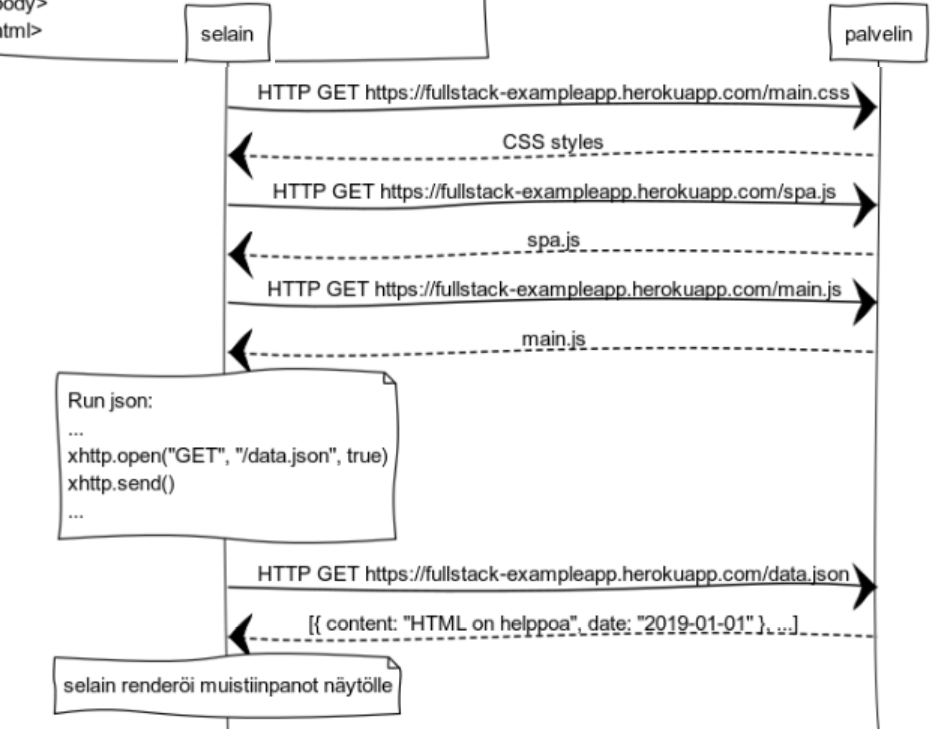 selain
palvelin
HTTP GET https://fullstack-exampleapp.herokuapp.com/main.css
CSS styles
HTTP GET https://fullstack-exampleapp.herokuapp.com/spa.js
spa.js
HTTP GET https://fullstack-exampleapp.herokuapp.com/main.js
main.js
Run json:
...
xhttp.open("GET", "/data.json", true)
xhttp.send()
...
HTTP GET https://fullstack-exampleapp.herokuapp.com/data.json
[{ content: "HTML on helppoa", date: "2019-01-01" }, ...]
selain renderöi muistiinpanot näytölle